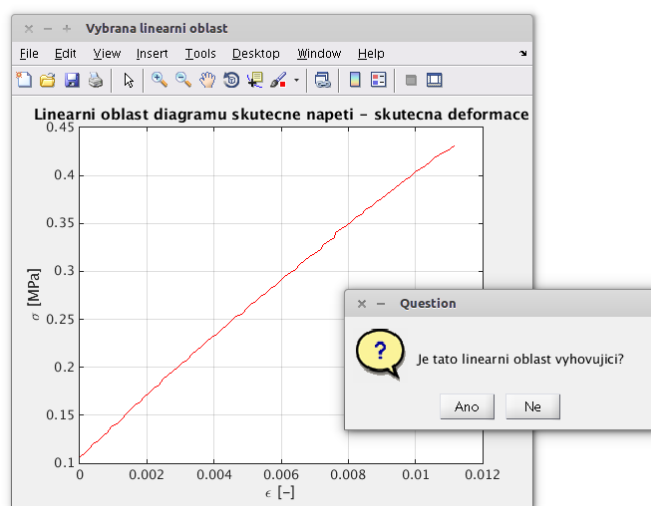 Vybrana linearni oblast
File Edit View Insert Tools Desktop Window Help
Linearni oblast diagramu skutecne napeti - skutecna deformace
0.45
0.4
0.35
0.3
0.25
0.2
0.15
0.1
σ [MPa]
0 0.002 0.004 0.006 0.008 0.01 0.012
ϵ [-]
Question
?
Je tato linearni oblast vyhovujici?
Ano Ne